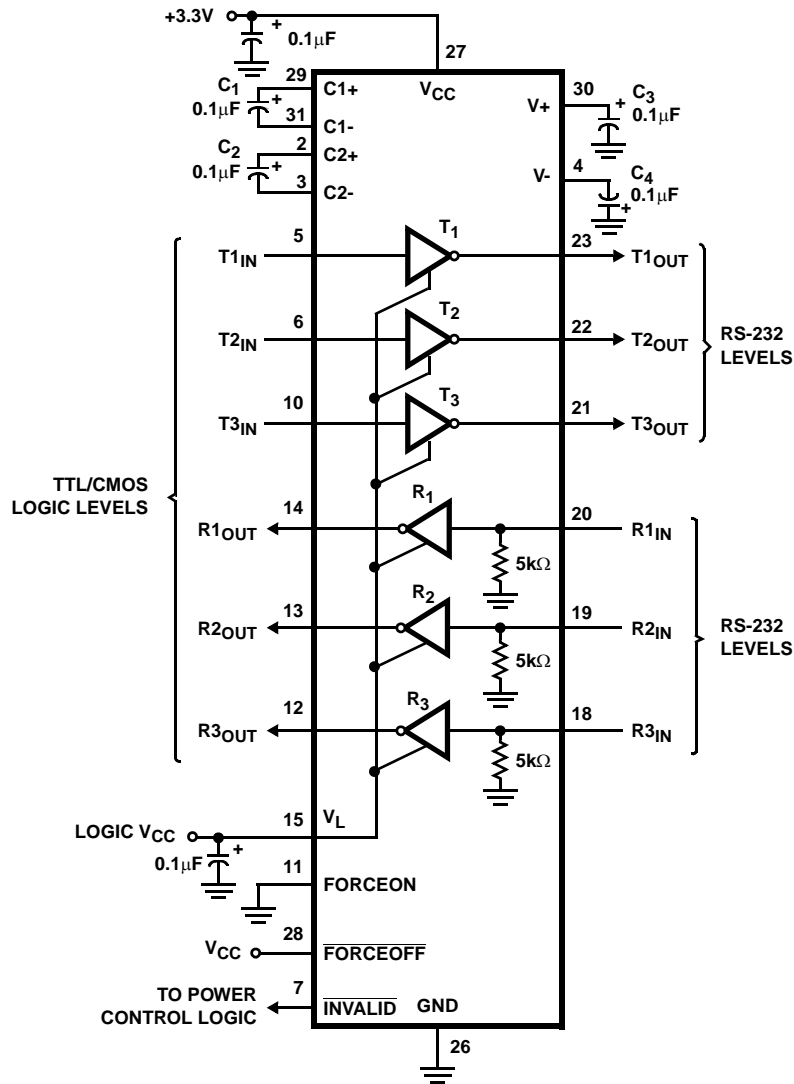 +3.3V
+
0.1µF
27
29
C1+
VCC
30
C1
0.1µF
+
V+
+
C3
0.1µF
31
C1-
2
C2+
C2
0.1µF
+
4
3
C2-
V-
C4
0.1µF
+
T1
5
23
T1IN
T1OUT
T2
6
22
T2IN
T2OUT
RS-232
LEVELS
T3
10
21
T3IN
T3OUT
TTL/CMOS
LOGIC LEVELS
R1
14
20
R1OUT
R1IN
5kΩ
R2
13
19
R2OUT
R2IN
RS-232
LEVELS
5kΩ
R3
12
18
R3OUT
R3IN
5kΩ
15
VL
LOGIC VCC
+
0.1µF
11
FORCEON
28
VCC
FORCEOFF
7
TO POWER
CONTROL LOGIC
INVALID
GND
26